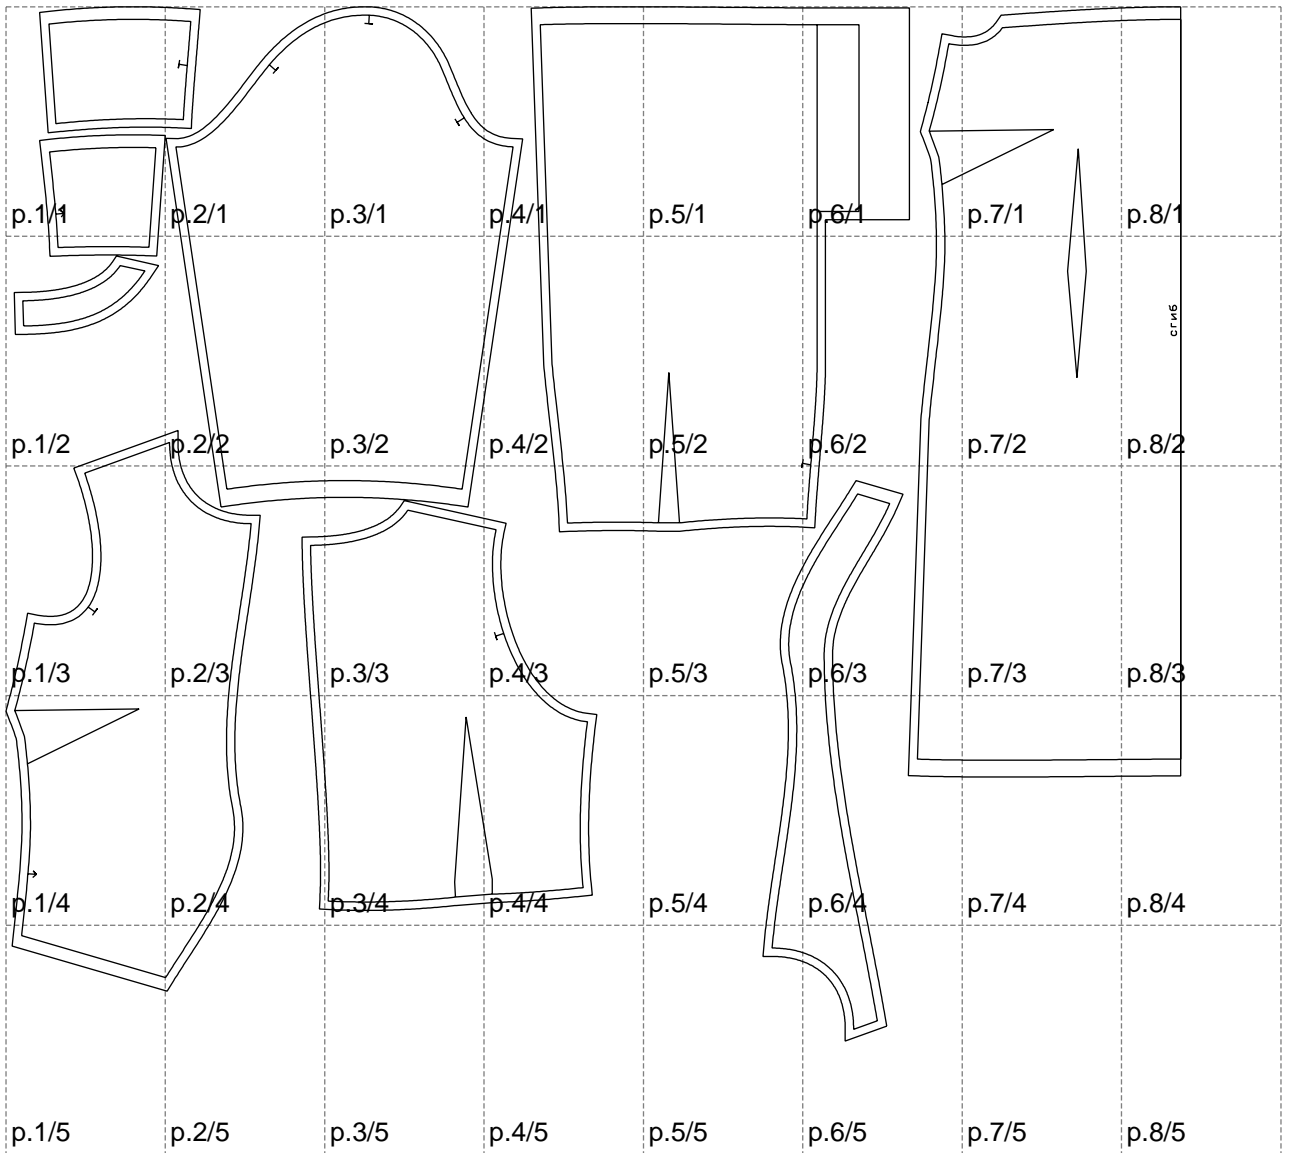 p.1/1 p.2/1 p.3/1 p.4/1 p.5/1 p.6/1 p.7/1 p.8/1
сгиб
p.1/2 p.2/2 p.3/2 p.4/2 p.5/2 p.6/2 p.7/2 p.8/2
p.1/3 p.2/3 p.3/3 p.4/3 p.5/3 p.6/3 p.7/3 p.8/3
p.1/4 p.2/4 p.3/4 p.4/4 p.5/4 p.6/4 p.7/4 p.8/4
p.1/5 p.2/5 p.3/5 p.4/5 p.5/5 p.6/5 p.7/5 p.8/5